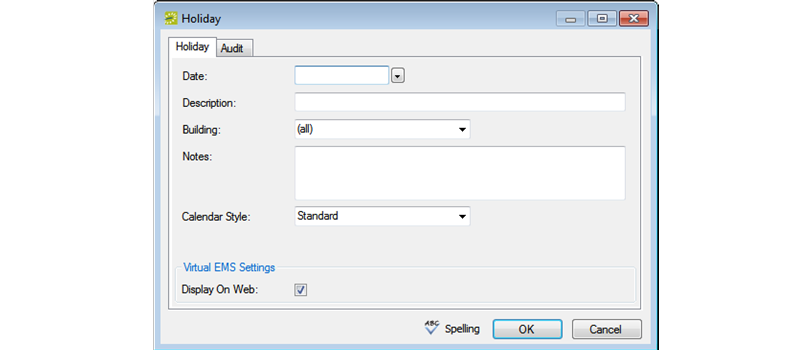 Holiday
Holiday Audit
Date:
Description:
Building: (all)
Notes:
Calendar Style: Standard
Virtual EMS Settings
Display On Web:
ABC Spelling OK Cancel